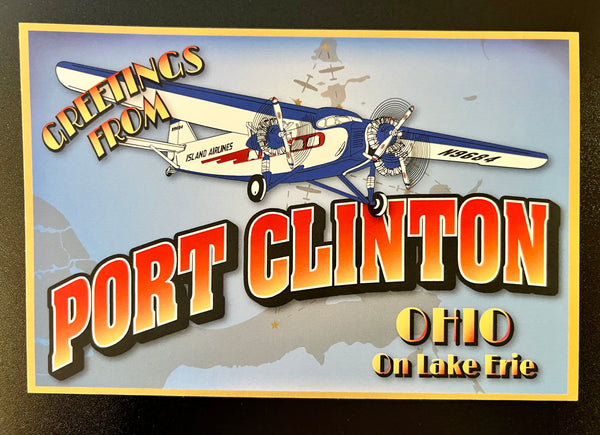 GREETINGS
FROM
ISLAND AIRLINES
N9684
PORT CLINTON
OHIO
On Lake Erie